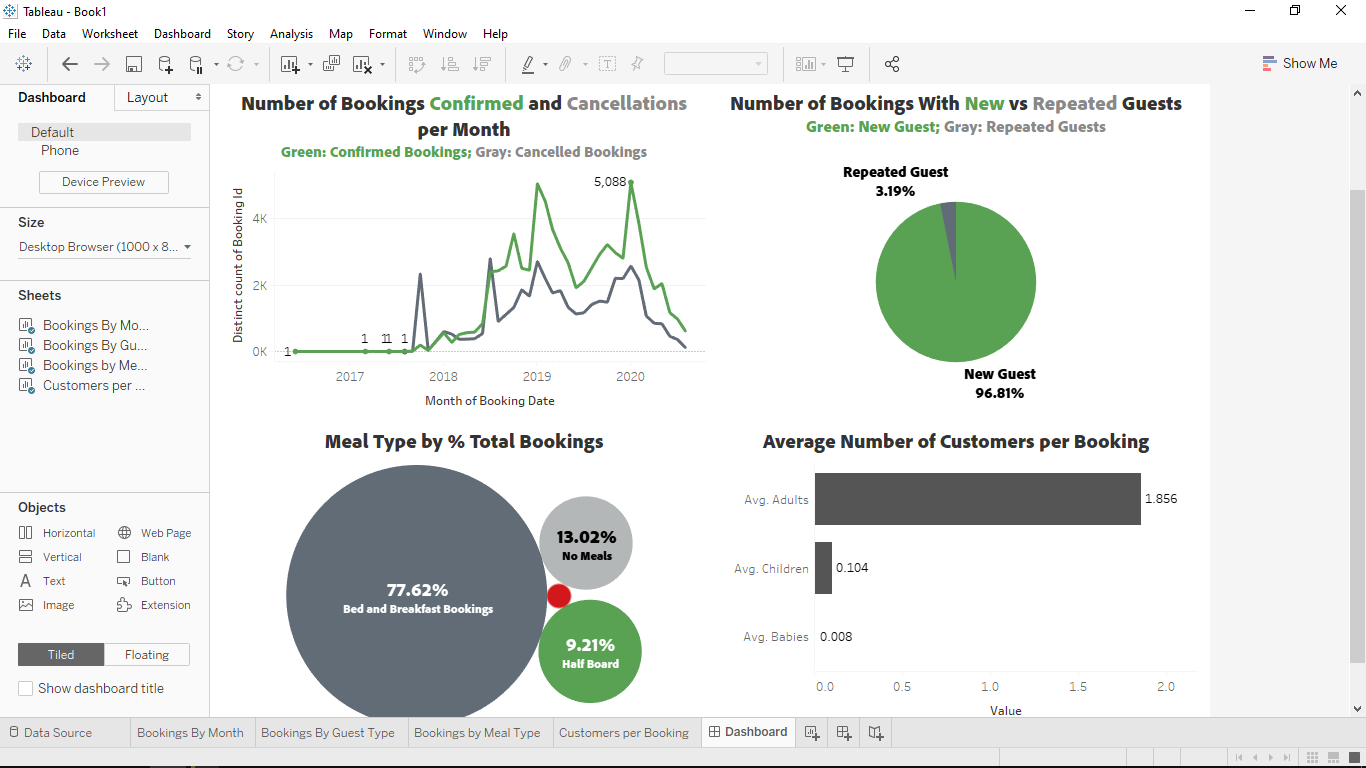 Tableau - Book1
File Data Worksheet Dashboard Story Analysis Map Format Window Help
Show Me
Dashboard Layout
Default
Phone
Device Preview
Size
Desktop Browser (1000 x 8...
Sheets
Bookings By Mo...
Bookings By Gu...
Bookings by Me...
Customers per ...
Objects
Horizontal Web Page
Vertical Blank
A Text Button
Image Extension
Tiled Floating
Show dashboard title
Number of Bookings Confirmed and Cancellations
per Month
Green: Confirmed Bookings; Gray: Cancelled Bookings
Distinct count of Booking Id
5,088
4K
2K
0K
1 1 11 1
2017 2018 2019 2020
Month of Booking Date
Number of Bookings With New vs Repeated Guests
Green: New Guest; Gray: Repeated Guests
Repeated Guest
3.19%
New Guest
96.81%
Meal Type by % Total Bookings
77.62%
Bed and Breakfast Bookings
13.02%
No Meals
9.21%
Half Board
Average Number of Customers per Booking
Avg. Adults 1.856
Avg. Children 0.104
Avg. Babies 0.008
0.0 0.5 1.0 1.5 2.0
Value
Data Source Bookings By Month Bookings By Guest Type Bookings by Meal Type Customers per Booking Dashboard